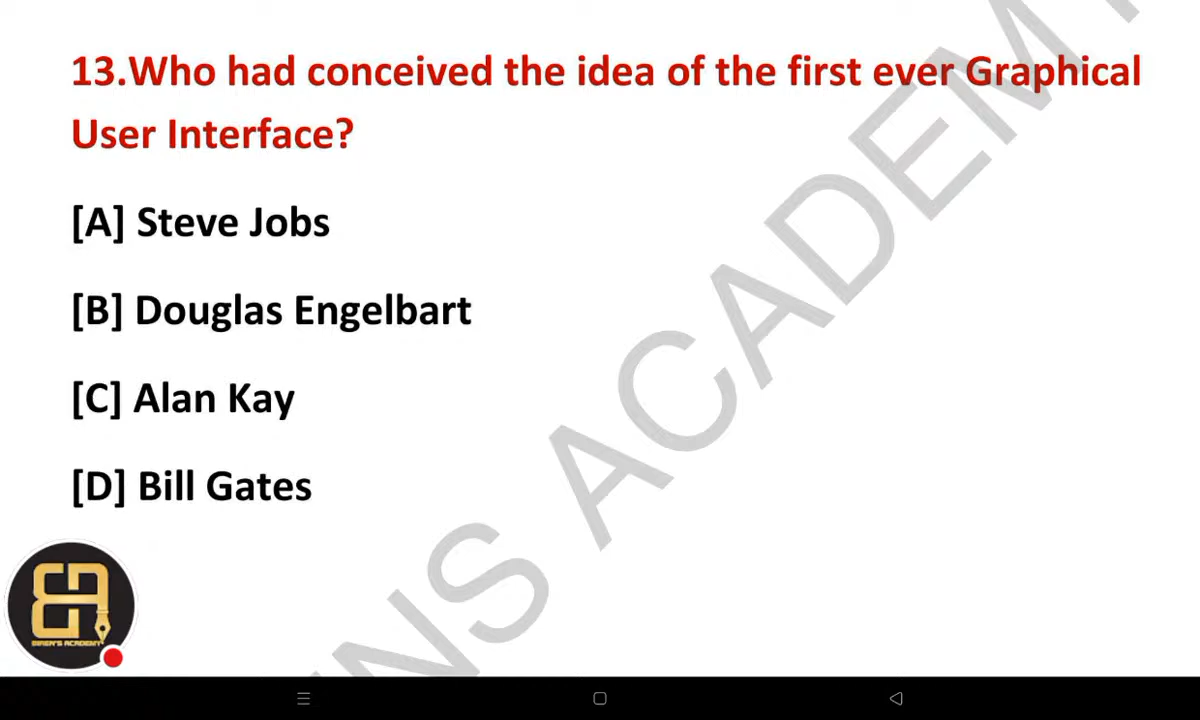 13.Who had conceived the idea of the first ever Graphical
User Interface?
[A] Steve Jobs
[B] Douglas Engelbart
[C] Alan Kay
[D] Bill Gates
NS ACADEMY